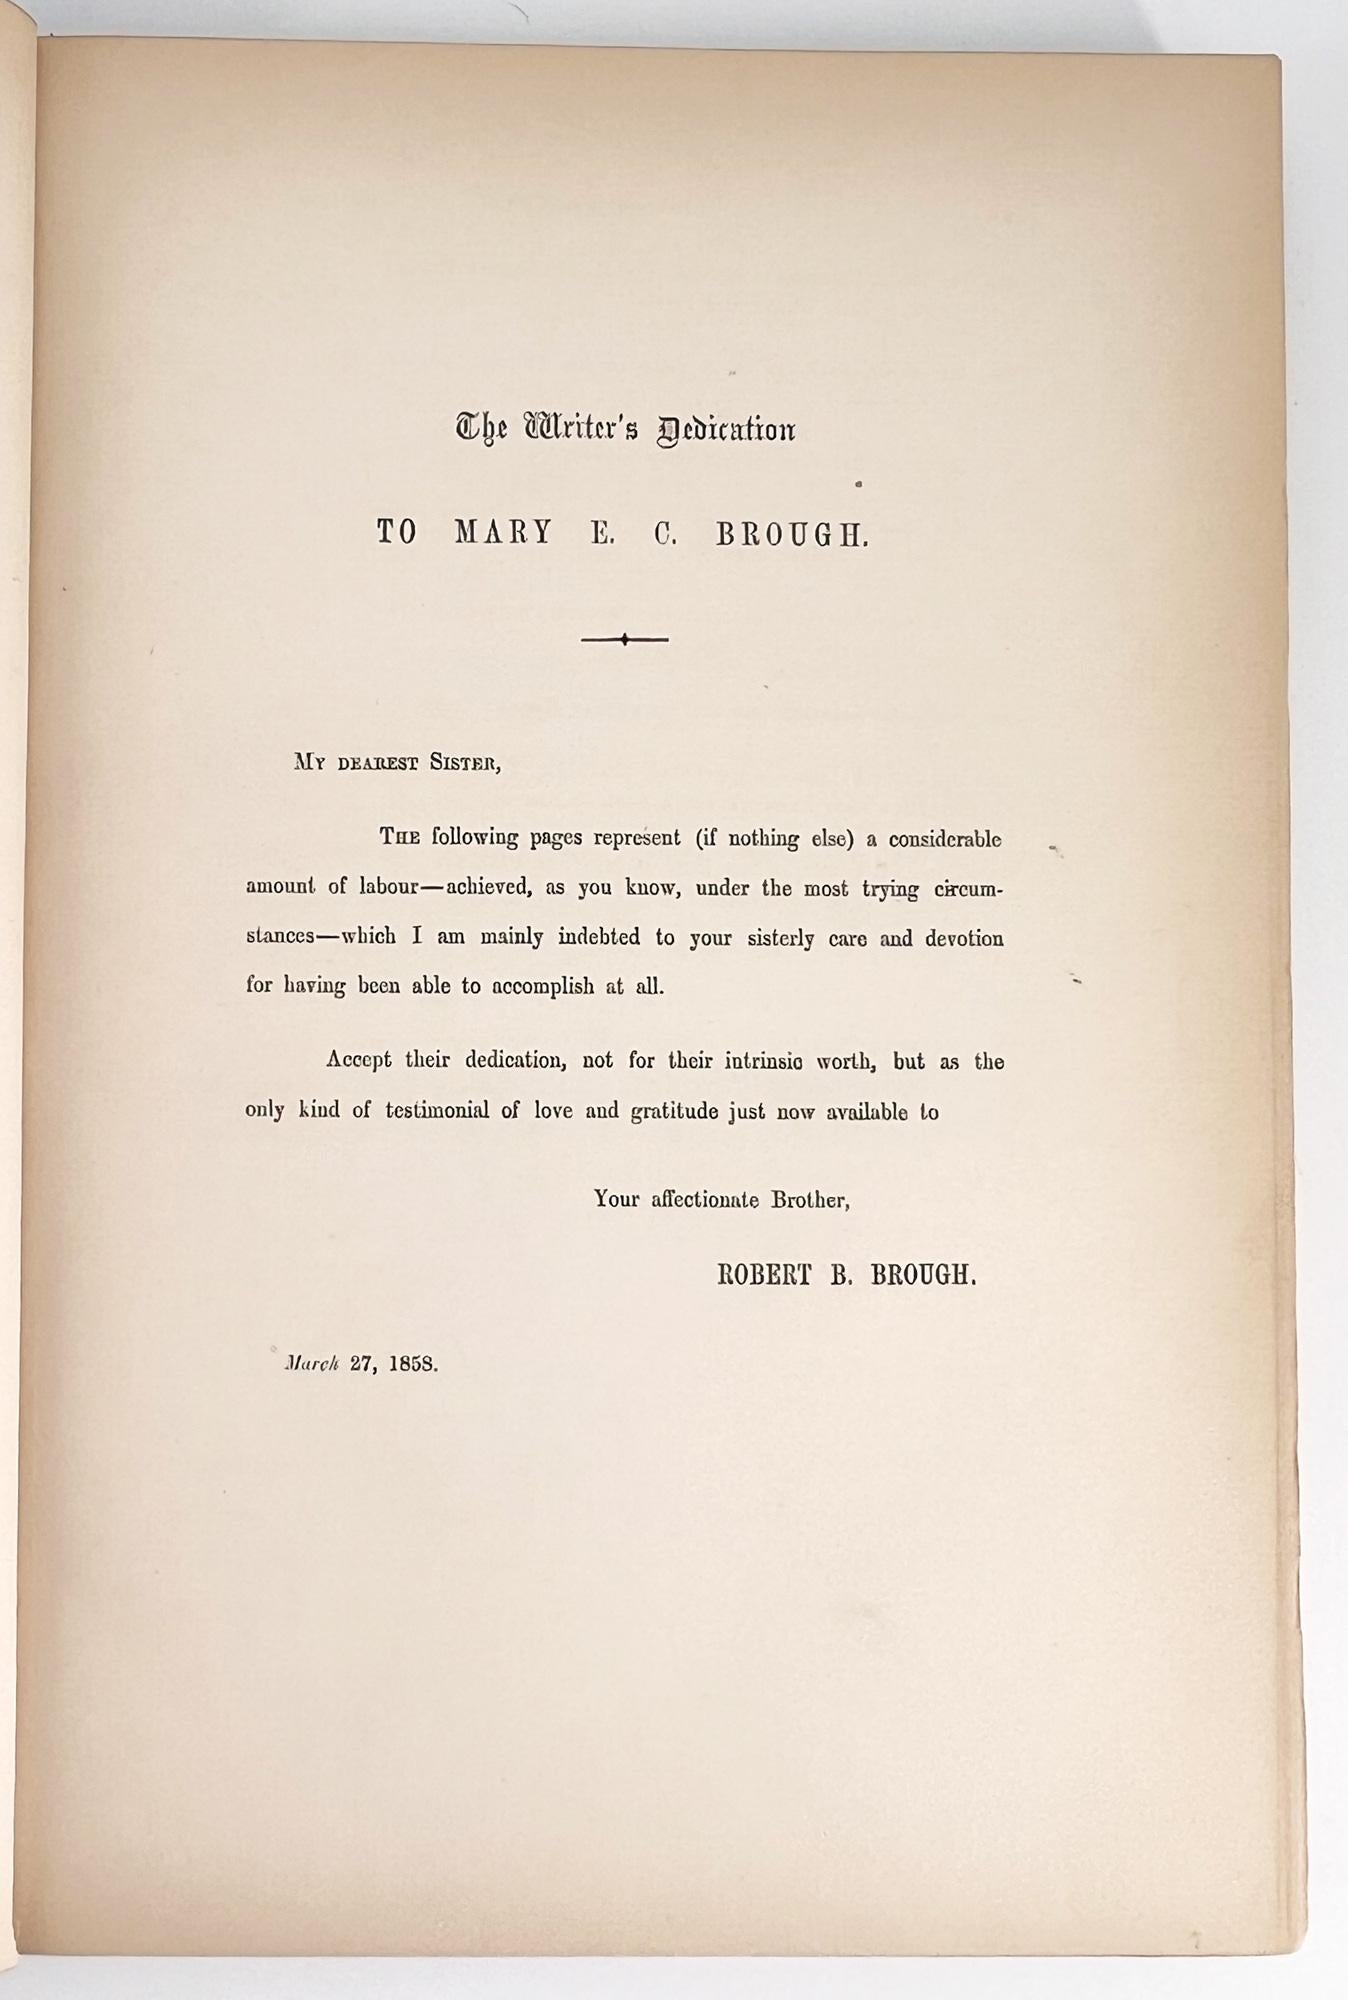 The Writer's Dedication
TO MARY E. C. BROUGH.
MY DEAREST SISTER,
THE following pages represent (if nothing else) a considerable
amount of labour—achieved, as you know, under the most trying circum-
stances—which I am mainly indebted to your sisterly care and devotion
for having been able to accomplish at all.
Accept their dedication, not for their intrinsic worth, but as the
only kind of testimonial of love and gratitude just now available to
Your affectionate Brother,
ROBERT B. BROUGH.
March 27, 1858.